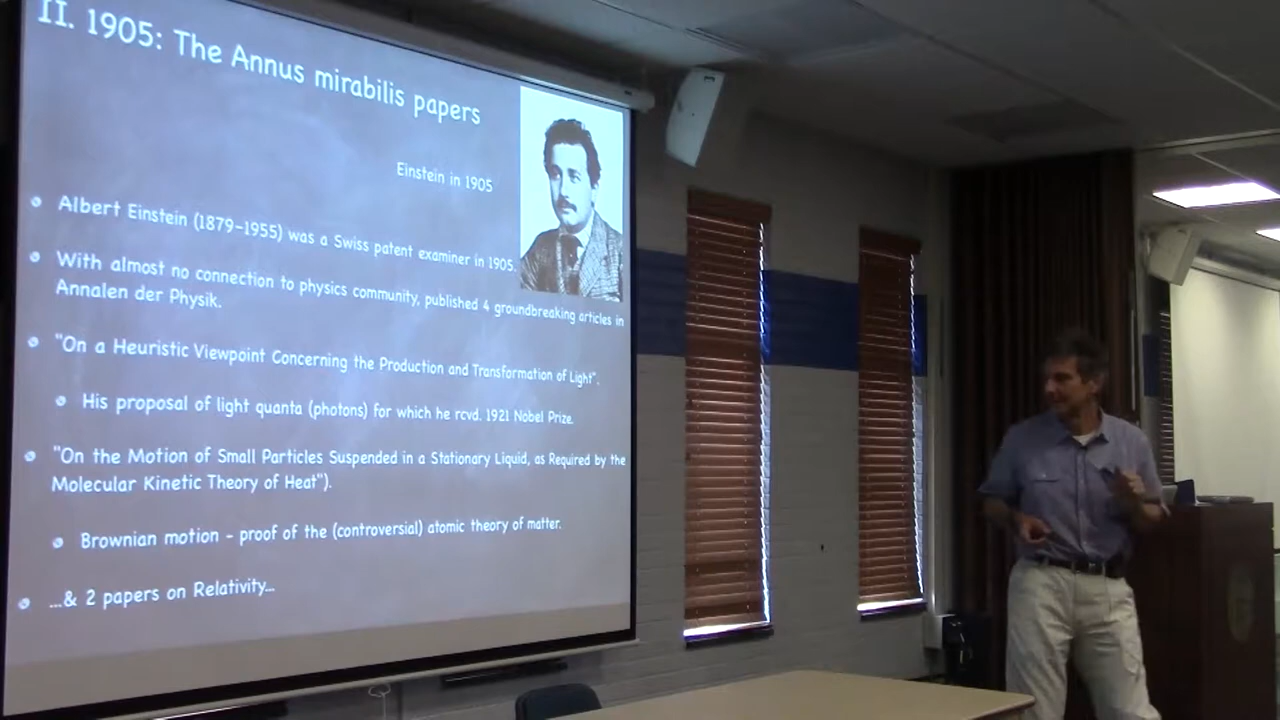 II. 1905: The Annus mirabilis papers
Einstein in 1905
Albert Einstein (1879–1955) was a Swiss patent examiner in 1905.
With almost no connection to physics community, published 4 groundbreaking articles in
Annalen der Physik.
"On a Heuristic Viewpoint Concerning the Production and Transformation of Light".
His proposal of light quanta (photons) for which he rcvd. 1921 Nobel Prize.
"On the Motion of Small Particles Suspended in a Stationary Liquid, as Required by the
Molecular Kinetic Theory of Heat").
Brownian motion - proof of the (controversial) atomic theory of matter.
...& 2 papers on Relativity...